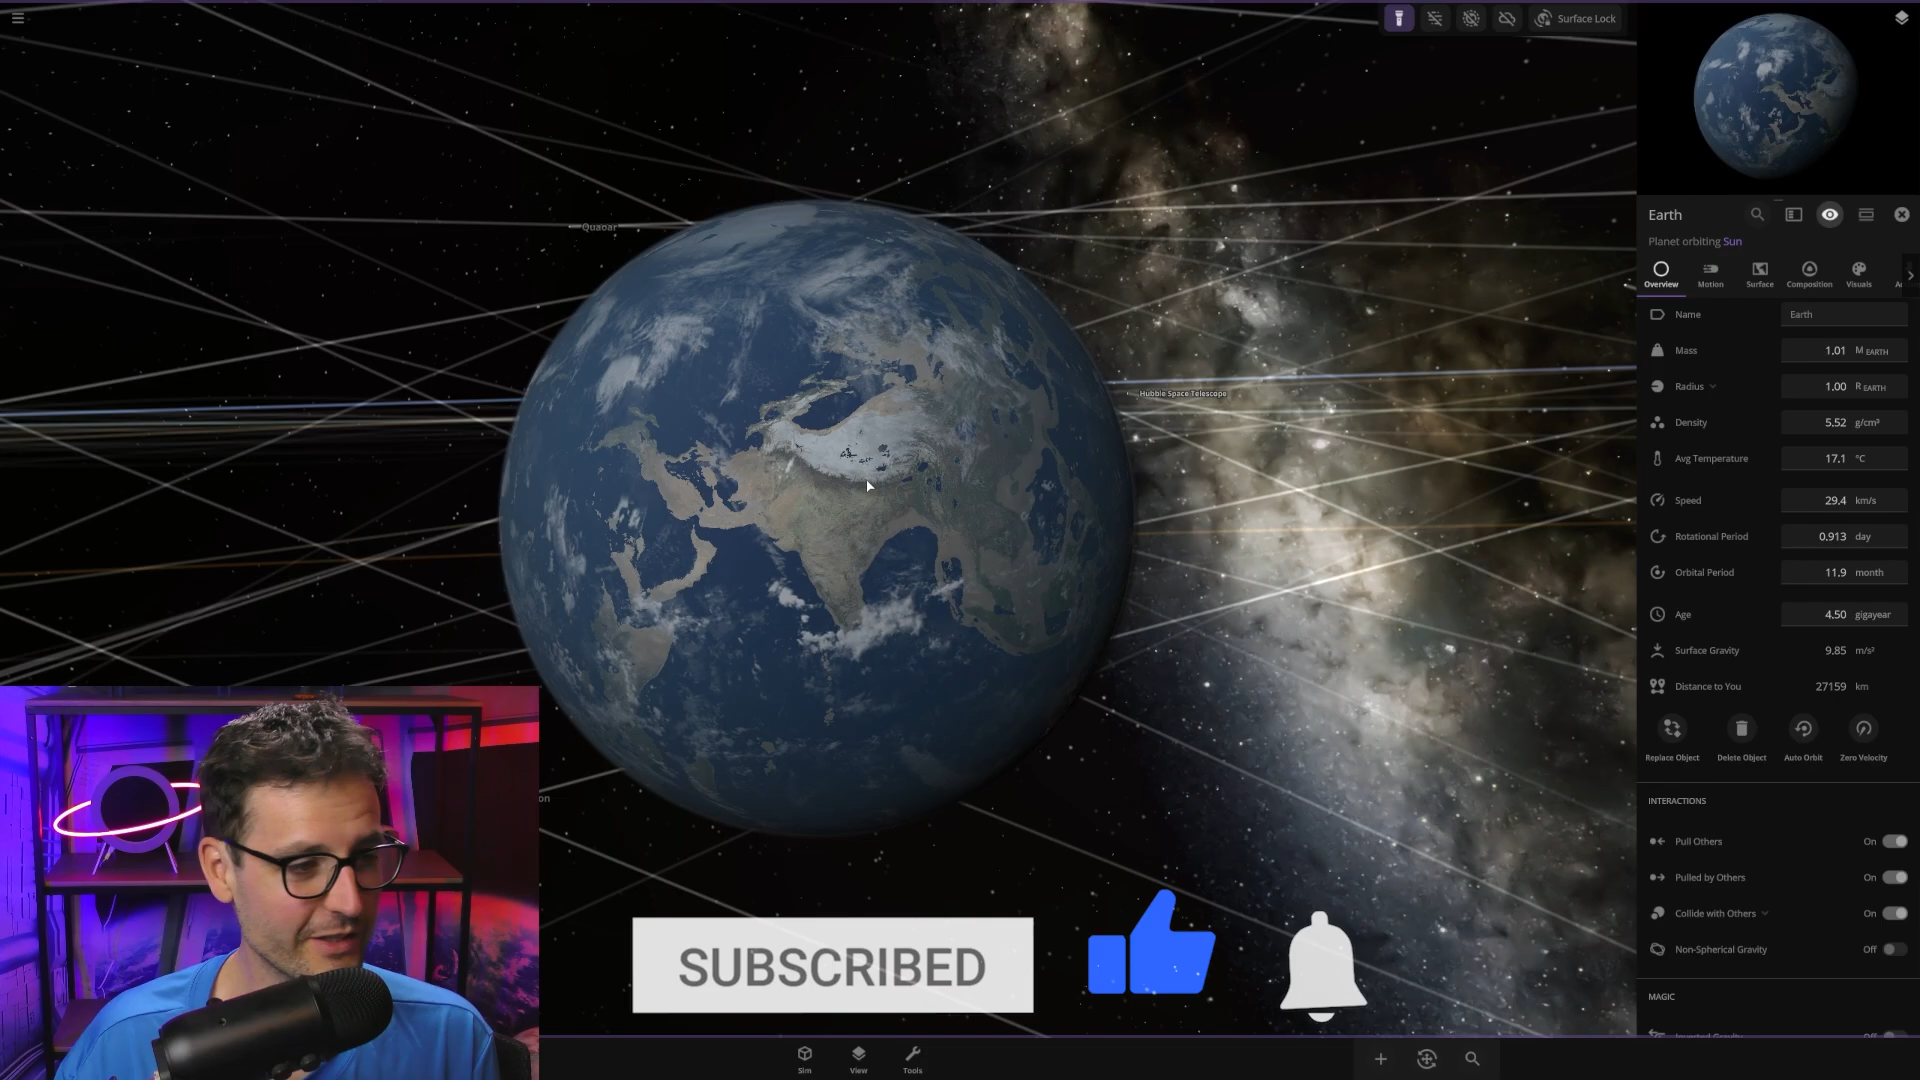 Surface Lock
Quaoar
Hubble Space Telescope
on
Earth
Planet orbiting Sun
Overview
Motion
Surface
Composition
Visuals
Name Earth
Mass 1.01 M EARTH
Radius 1.00 R EARTH
Density 5.52 g/cm³
Avg Temperature 17.1 °C
Speed 29.4 km/s
Rotational Period 0.913 day
Orbital Period 11.9 month
Age 4.50 gigayear
Surface Gravity 9.85 m/s²
Distance to You 27159 km
Replace Object
Delete Object
Auto Orbit
Zero Velocity
INTERACTIONS
Pull Others On
Pulled by Others On
Collide with Others On
Non-Spherical Gravity Off
MAGIC
SUBSCRIBED
Sim
View
Tools